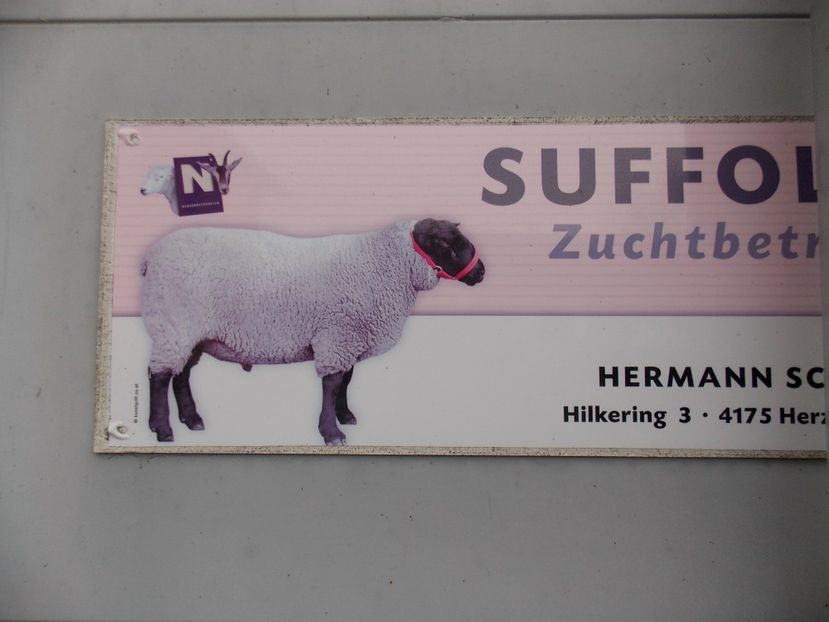 N
SUFFOL
Zuchtbetr
HERMANN SC
Hilkering 3 · 4175 Herz